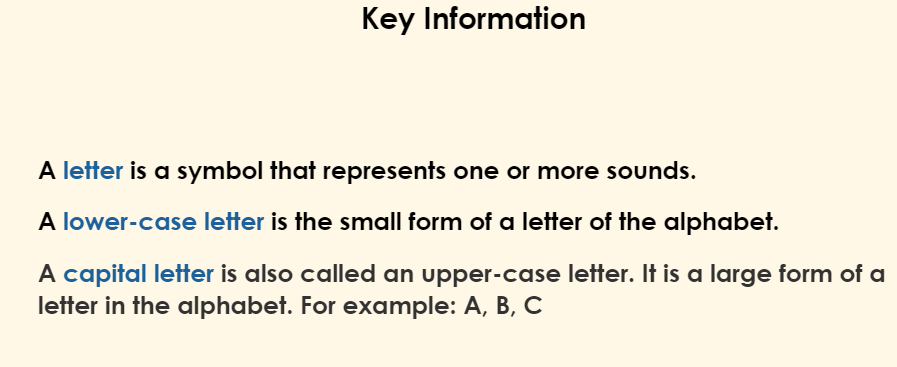 Key Information
A letter is a symbol that represents one or more sounds.
A lower-case letter is the small form of a letter of the alphabet.
A capital letter is also called an upper-case letter. It is a large form of a
letter in the alphabet. For example: A, B, C